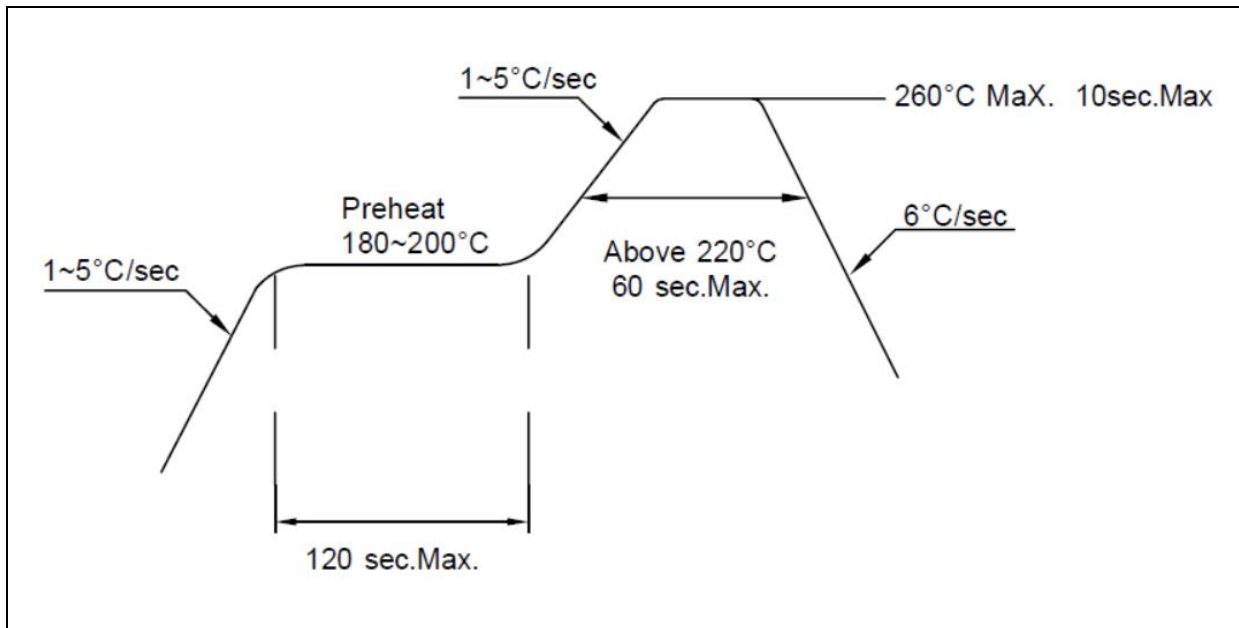 1~5°C/sec
260°C MaX. 10sec.Max
Preheat
180~200°C
6°C/sec
Above 220°C
60 sec.Max.
1~5°C/sec
120 sec.Max.